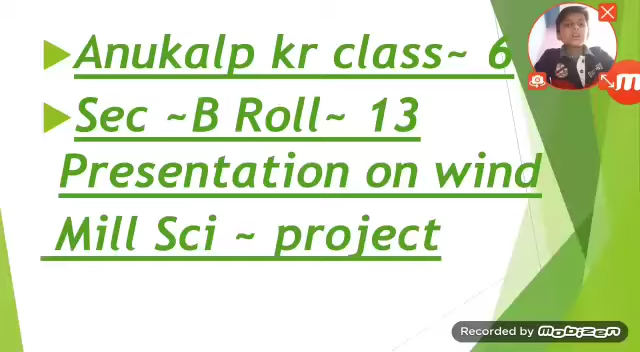 Anukalp kr class~ 6
Sec ~B Roll~ 13
Presentation on wind
Mill Sci ~ project
Recorded by mobizen